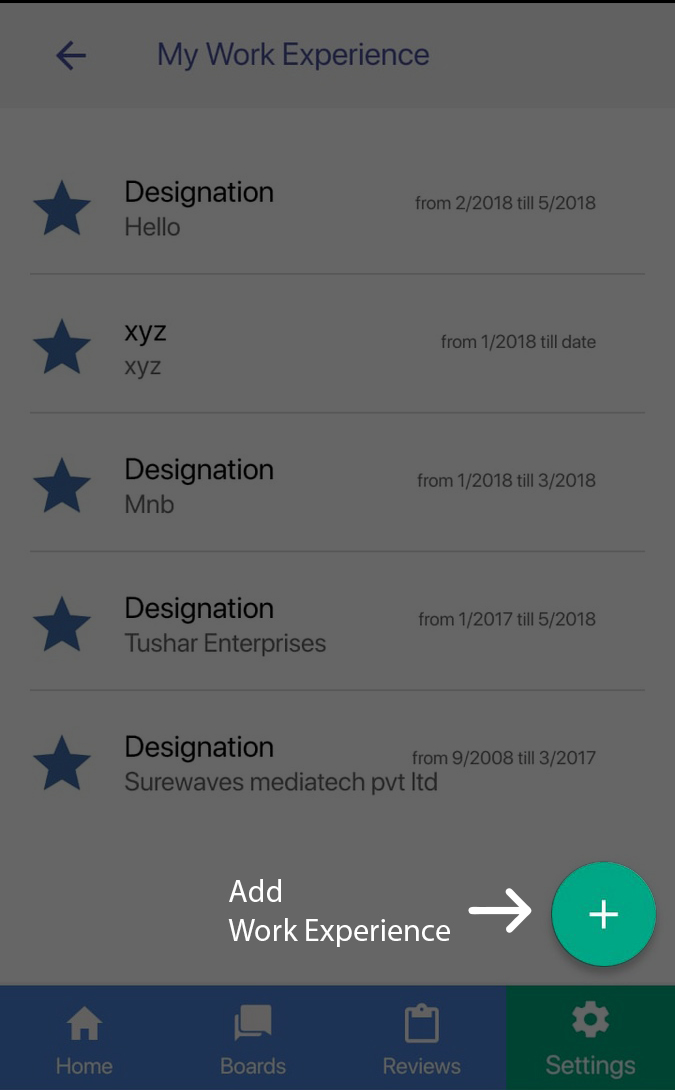 My Work Experience
Designation
from 2/2018 till 5/2018
Hello
xyz
from 1/2018 till date
xyz
Designation
from 1/2018 till 3/2018
Mnb
Designation
from 1/2017 till 5/2018
Tushar Enterprises
Designation
from 9/2008 till 3/2017
Surewaves mediatech pvt ltd
Add
Work Experience
Home
Boards
Reviews
Settings